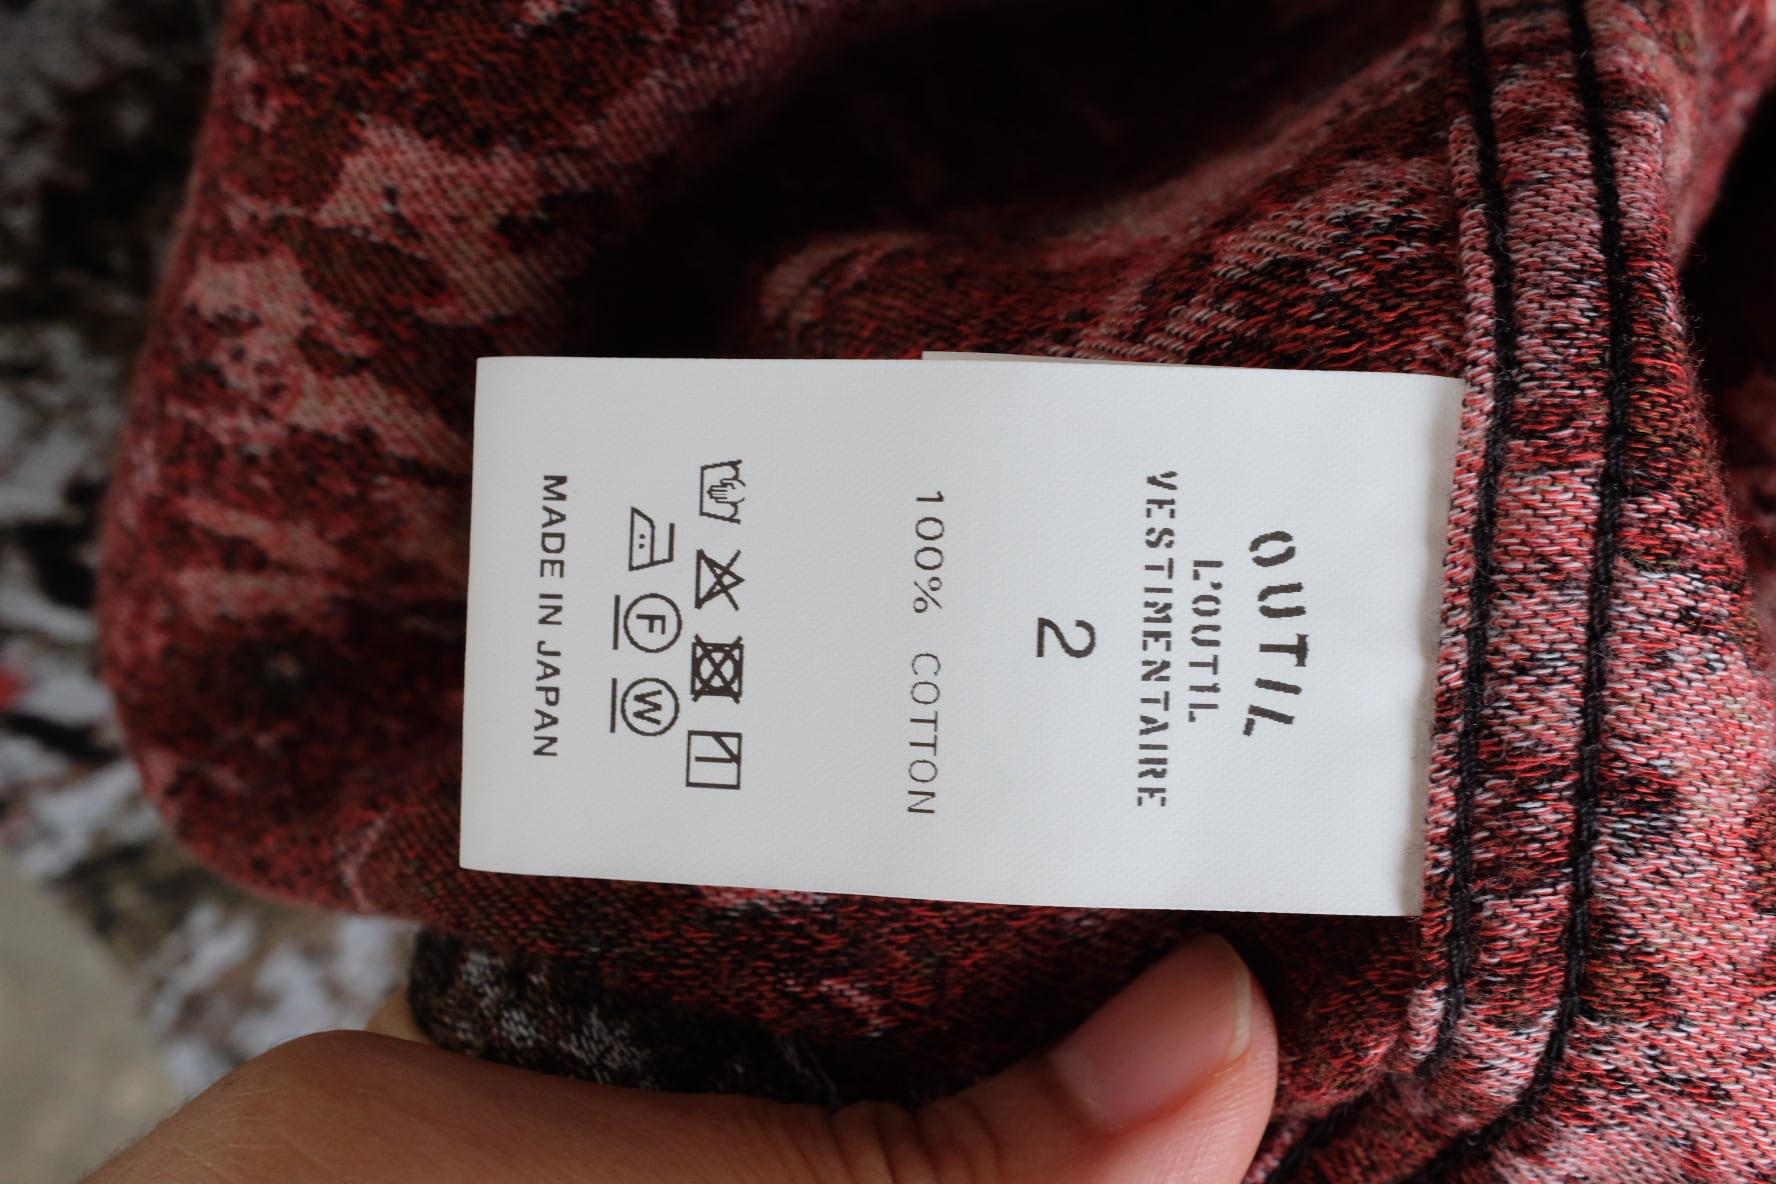 OUTIL
L'OUTIL
VESTIMENTAIRE
2
100% COTTON
F W
MADE IN JAPAN